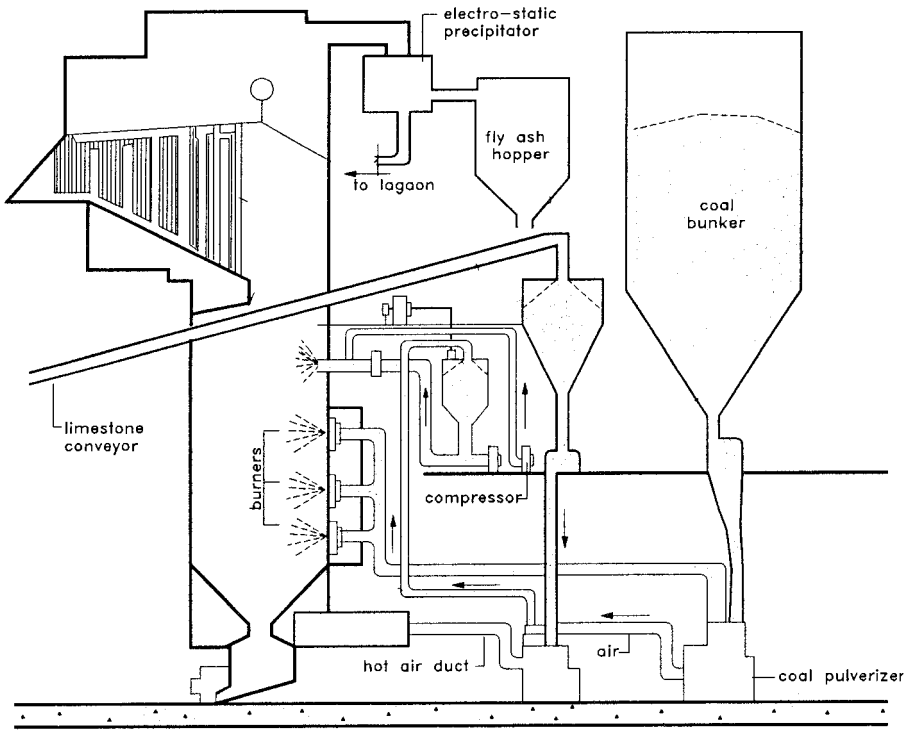 electro-static
precipitator
fly ash
hopper
to lagaon
coal
bunker
limestone
conveyor
burners
compressor
hot air duct
air
coal pulverizer